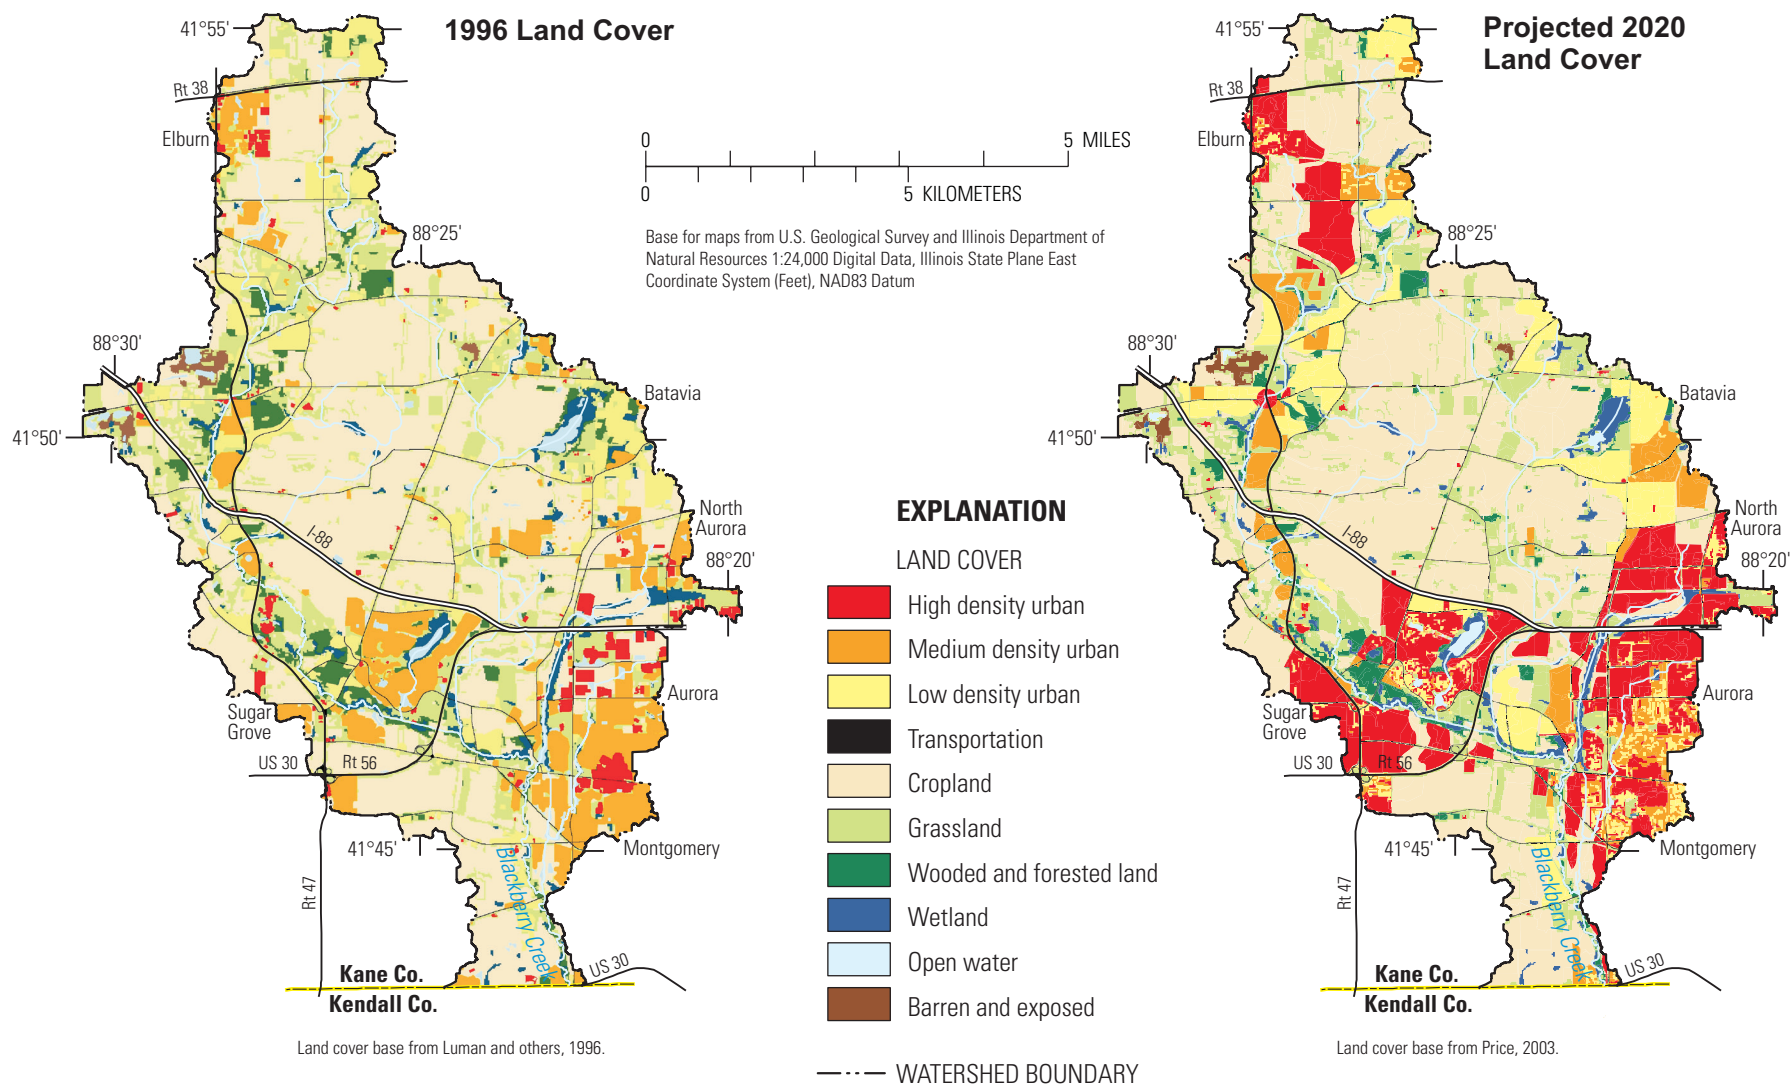 1996 Land Cover
41°55'
Rt 38
Elburn
88°25'
88°30'
Batavia
41°50'
North
Aurora
I-88
88°20'
Aurora
Sugar
Grove
US 30
Rt 56
41°45'
Montgomery
Rt 47
Blackberry Creek
US 30
Kane Co.
Kendall Co.
Land cover base from Luman and others, 1996.
0 5 MILES
0 5 KILOMETERS
Base for maps from U.S. Geological Survey and Illinois Department of
Natural Resources 1:24,000 Digital Data, Illinois State Plane East
Coordinate System (Feet), NAD83 Datum
EXPLANATION
LAND COVER
High density urban
Medium density urban
Low density urban
Transportation
Cropland
Grassland
Wooded and forested land
Wetland
Open water
Barren and exposed
WATERSHED BOUNDARY
Projected 2020
Land Cover
41°55'
Rt 38
Elburn
88°25'
88°30'
Batavia
41°50'
North
Aurora
I-88
88°20'
Aurora
Sugar
Grove
US 30
Rt 56
41°45'
Montgomery
Rt 47
Blackberry Creek
US 30
Kane Co.
Kendall Co.
Land cover base from Price, 2003.